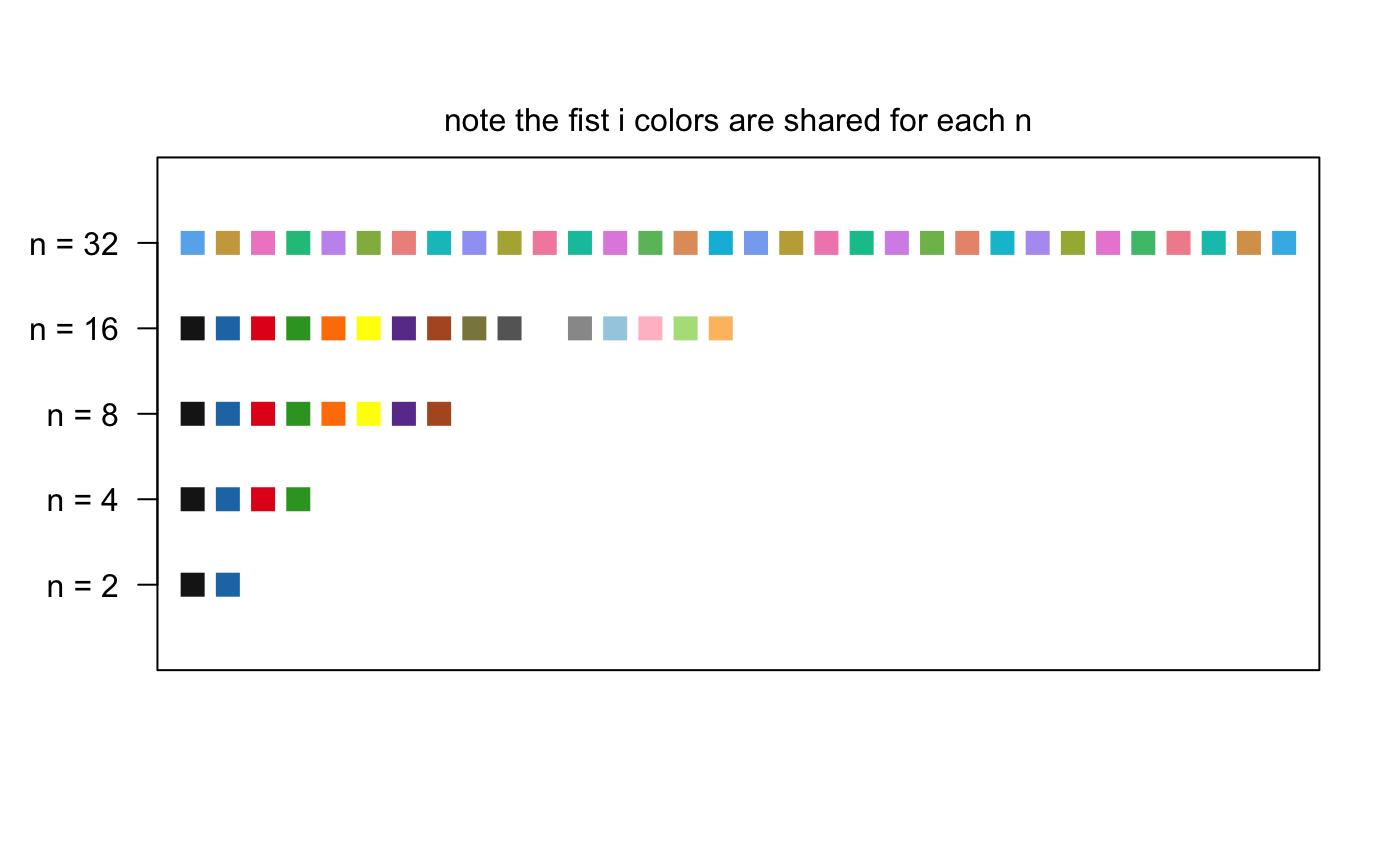 note the fist i colors are shared for each n
n = 32
n = 16
n = 8
n = 4
n = 2